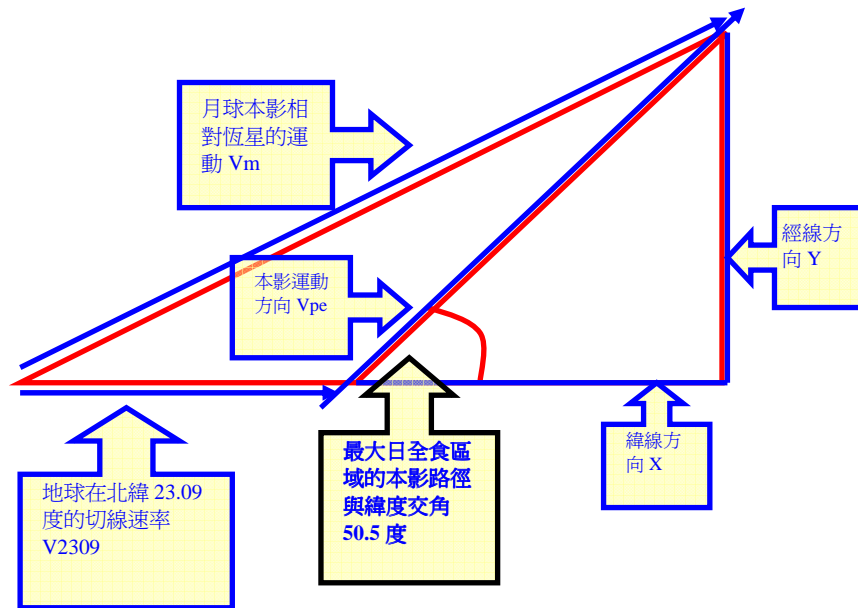 月球本影相
對恆星的運
動 Vm
經線方
向 Y
本影運動
方向 Vpe
緯線方
向 X
最大日全食區
域的本影路徑
與緯度交角
50.5 度
地球在北緯 23.09
度的切線速率
V2309